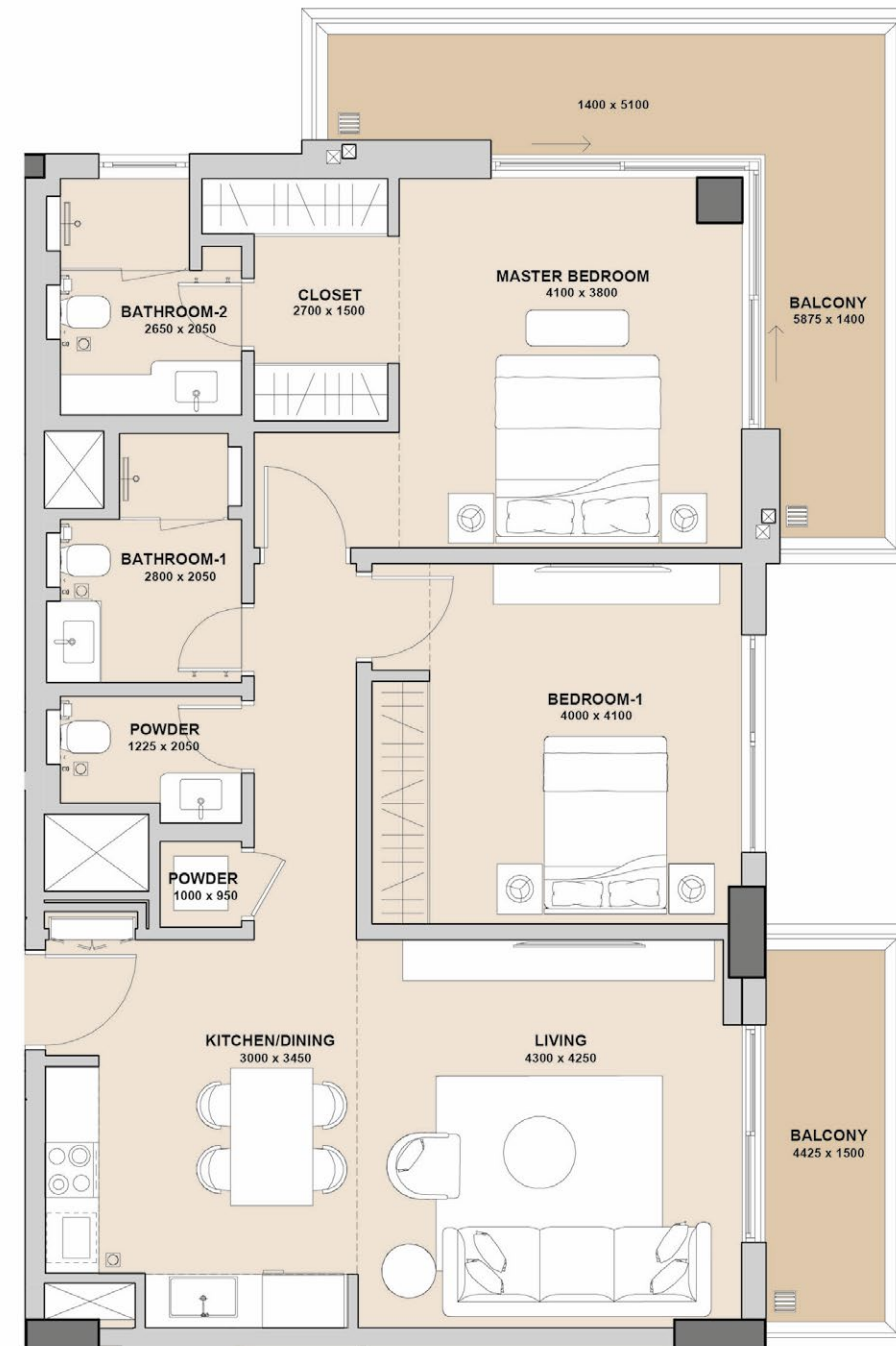 1400 x 5100
MASTER BEDROOM
4100 x 3800
CLOSET
2700 x 1500
BALCONY
5875 x 1400
BATHROOM-2
2650 x 2050
BATHROOM-1
2800 x 2050
BEDROOM-1
4000 x 4100
POWDER
1225 x 2050
POWDER
1000 x 950
KITCHEN/DINING
3000 x 3450
LIVING
4300 x 4250
BALCONY
4425 x 1500